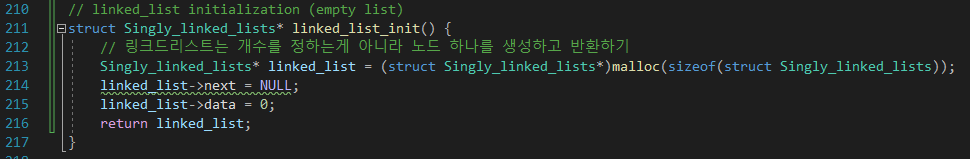 210 // linked_list initialization (empty list)
211 struct Singly_linked_lists* linked_list_init() {
212 // 링크드리스트는 개수를 정하는게 아니라 노드 하나를 생성하고 반환하기
213 Singly_linked_lists* linked_list = (struct Singly_linked_lists*)malloc(sizeof(struct Singly_linked_lists));
214 linked_list->next = NULL;
215 linked_list->data = 0;
216 return linked_list;
217 }